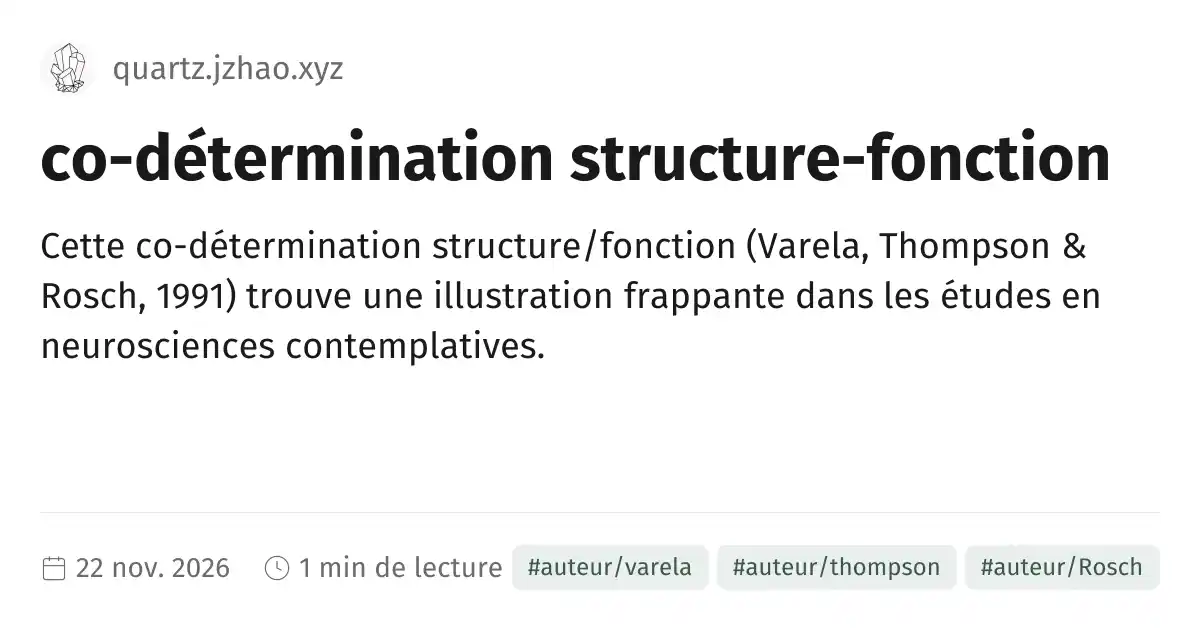 quartz.jzhao.xyz
co-détermination structure-fonction
Cette co-détermination structure/fonction (Varela, Thompson &
Rosch, 1991) trouve une illustration frappante dans les études en
neurosciences contemplatives.
22 nov. 2026 1 min de lecture #auteur/varela #auteur/thompson #auteur/Rosch